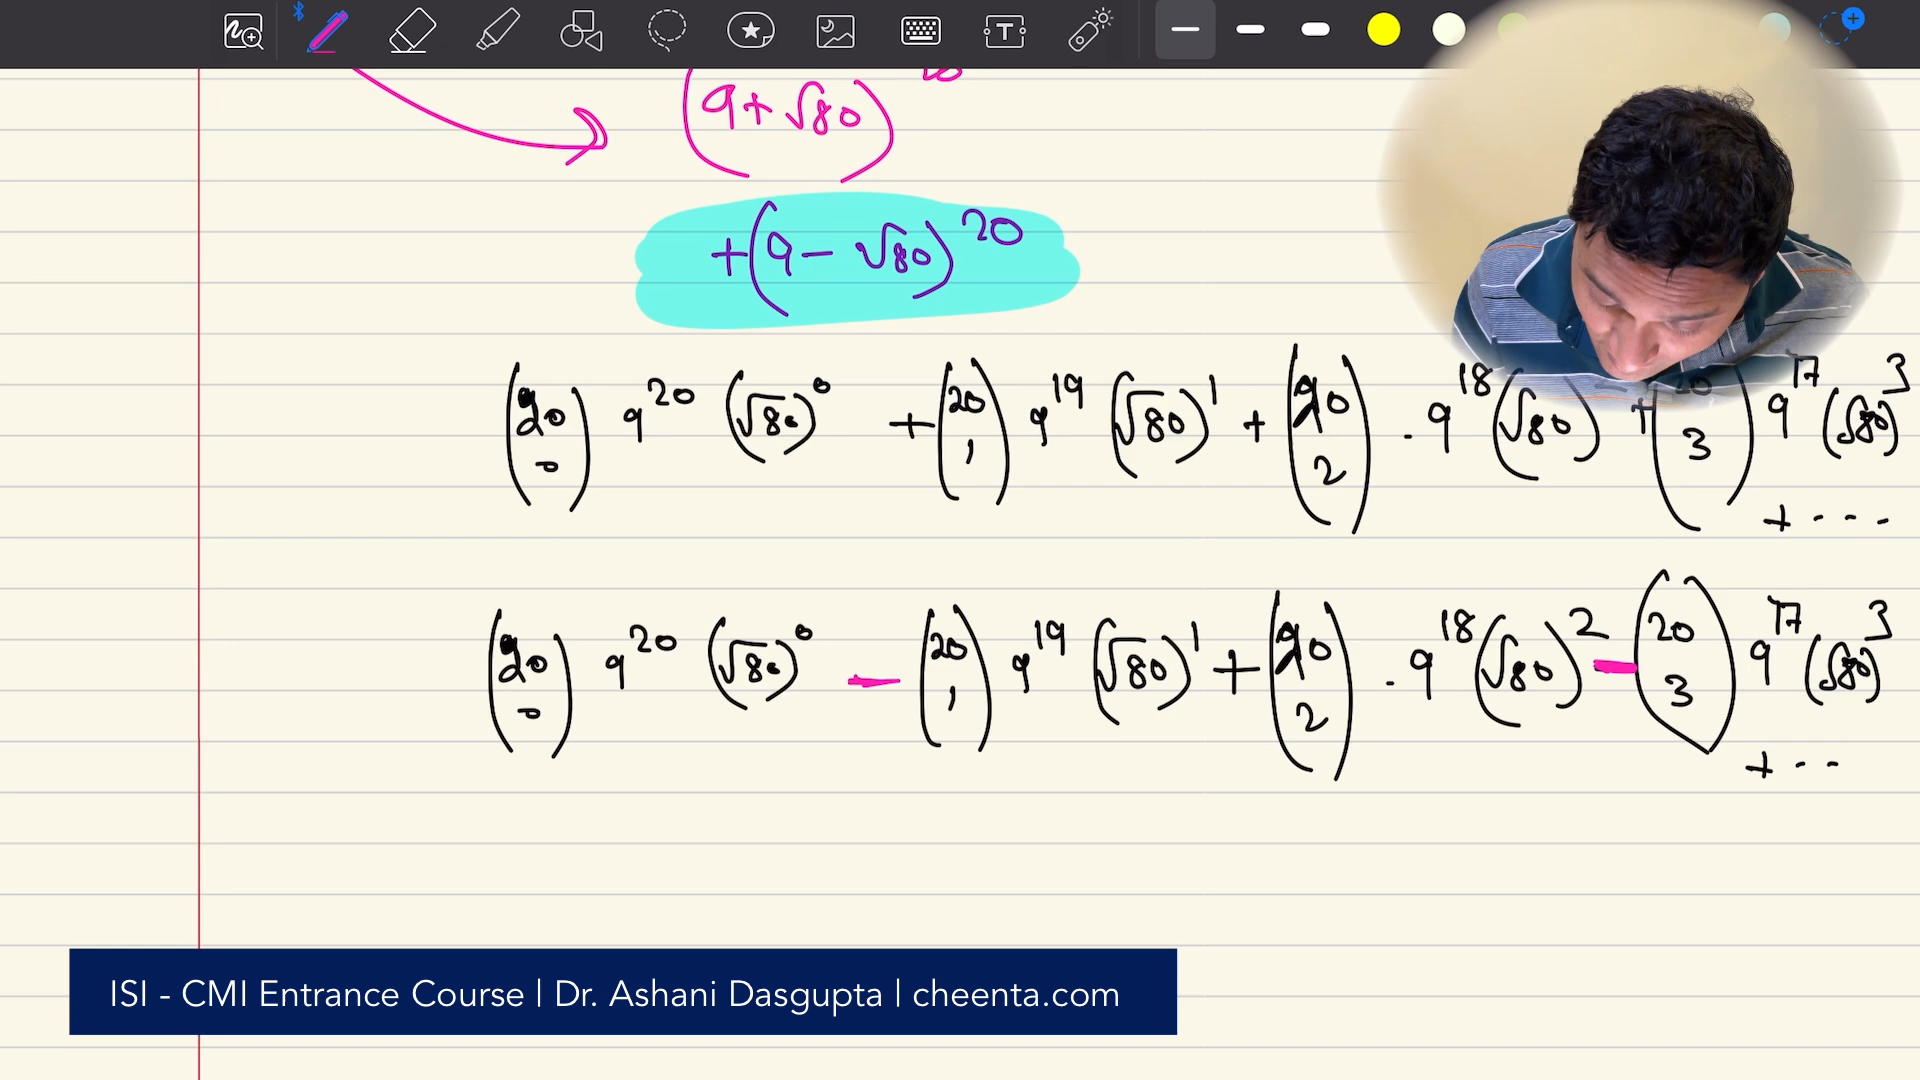 (9+√80)
+(9-√80)^20
(20 0) 9^20 (√80)^0 + (20 1) 9^19 (√80)^1 + (20 2) . 9^18 (√80) + (20 3) 9^17 (√80)^3
+ ---
(20 0) 9^20 (√80)^0 - (20 1) 9^19 (√80)^1 + (20 2) . 9^18 (√80)^2 - (20 3) 9^17 (√80)^3
+ --
ISI - CMI Entrance Course | Dr. Ashani Dasgupta | cheenta.com